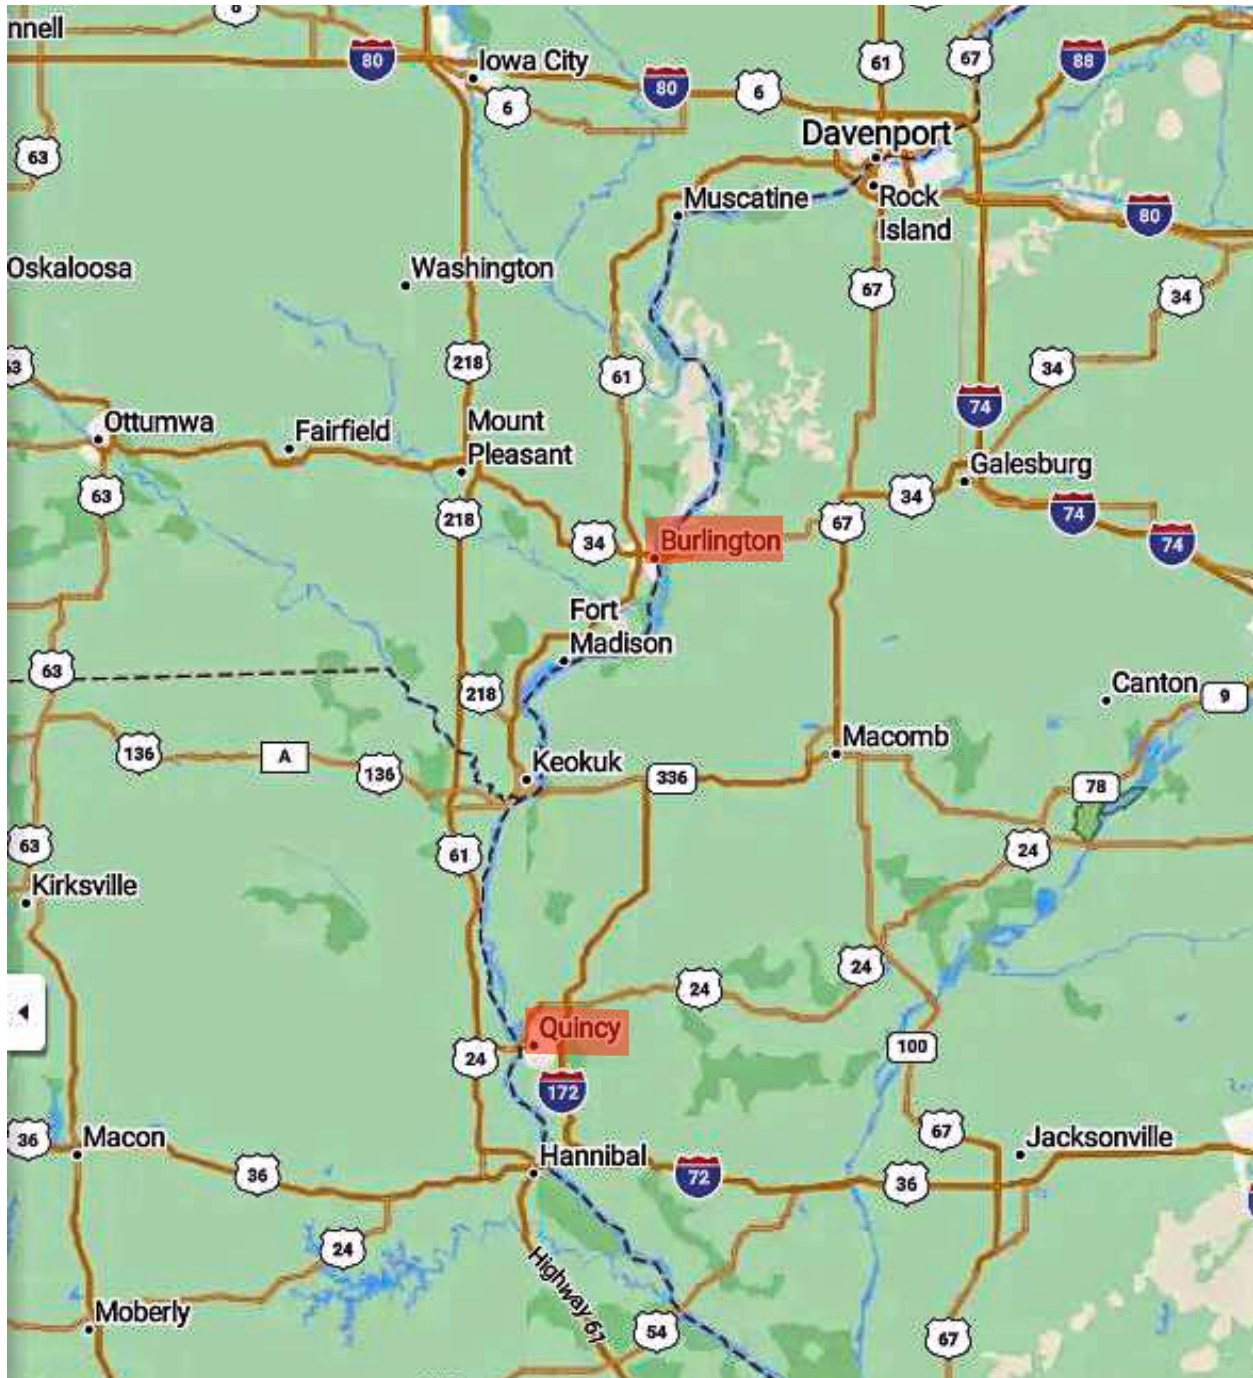 6
nnell
80
Iowa City
61
67
88
80
6
6
Davenport
63
Muscatine
Rock
Island
80
Oskaloosa
Washington
67
34
218
61
34
63
74
Ottumwa
Fairfield
Mount
Pleasant
Galesburg
63
218
34
67
74
34
Burlington
74
Fort
Madison
63
218
Canton
9
136
A
136
Keokuk
336
Macomb
78
63
61
24
Kirksville
24
24
Quincy
24
100
172
36
Macon
67
Jacksonville
Hannibal
36
72
36
24
Highway 61
Moberly
54
67